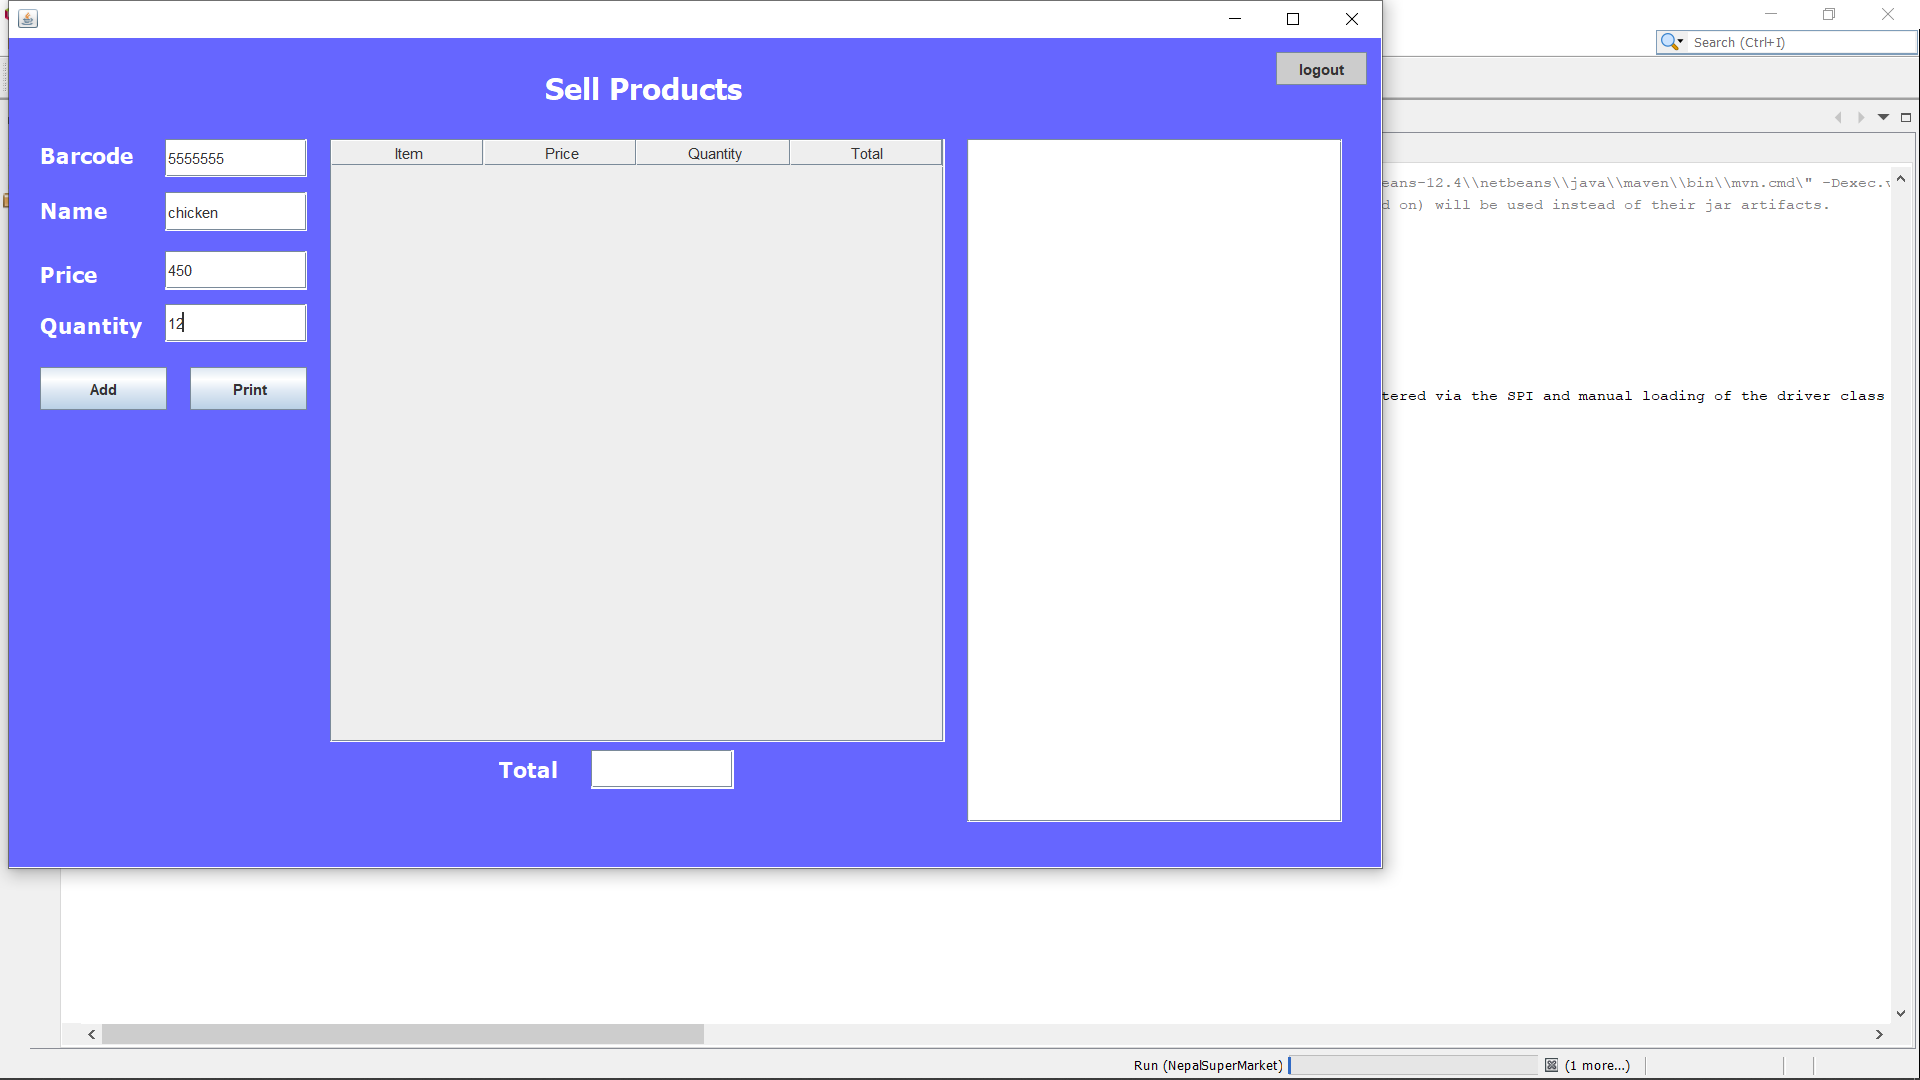 Search (Ctrl+I)
logout
Sell Products
Barcode
5555555
Name
chicken
Price
450
Quantity
12
Add
Print
Item Price Quantity Total
Total
eans-12.4\\netbeans\\java\\maven\\bin\\mvn.cmd\" -Dexec.v
d on) will be used instead of their jar artifacts.
tered via the SPI and manual loading of the driver class
Run (NepalSuperMarket)
(1 more...)